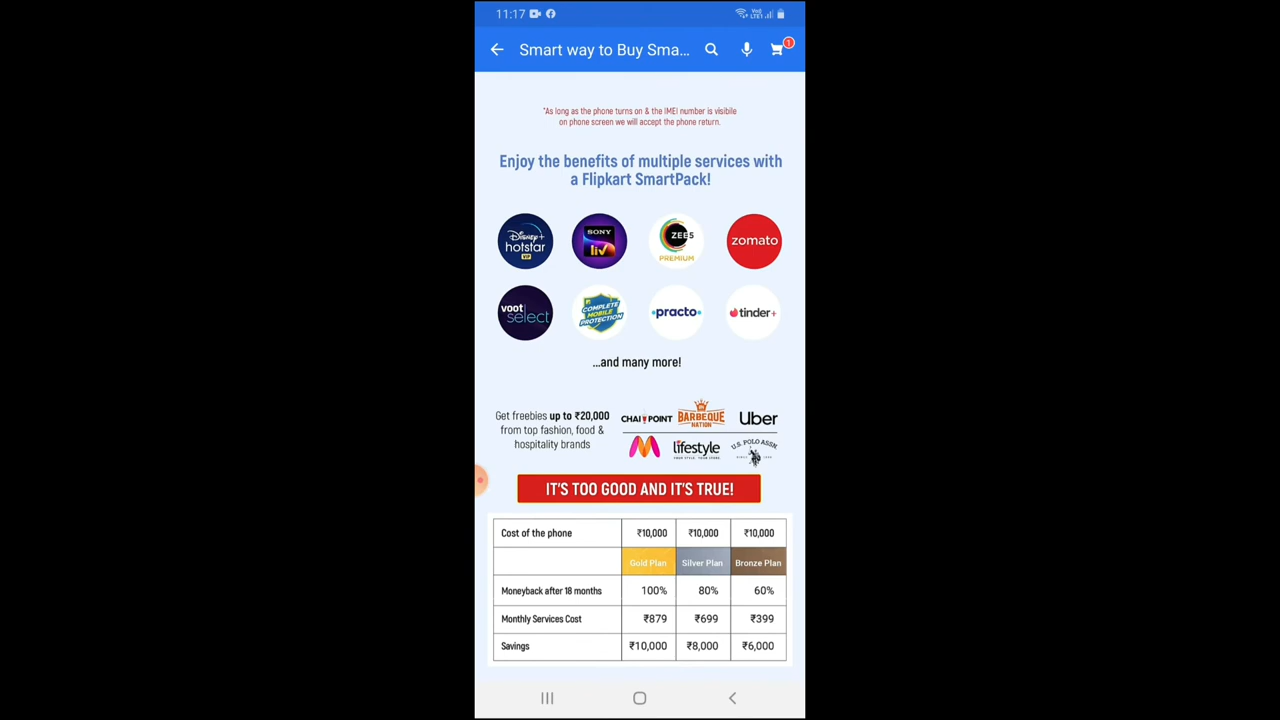 11:17
Smart way to Buy Sma...
1
*As long as the phone turns on & the IMEI number is visibile
on phone screen we will accept the phone return.
Enjoy the benefits of multiple services with
a Flipkart SmartPack!
Disney+ hotstar VIP
SONY liv
ZEE5 PREMIUM
zomato
voot select
COMPLETE MOBILE PROTECTION
practo
tinder+
...and many more!
Get freebies up to ₹20,000
from top fashion, food &
hospitality brands
CHAI POINT BARBEQUE NATION Uber
lifestyle U.S. POLO ASSN.
IT'S TOO GOOD AND IT'S TRUE!
Cost of the phone ₹10,000 ₹10,000 ₹10,000
Gold Plan Silver Plan Bronze Plan
Moneyback after 18 months 100% 80% 60%
Monthly Services Cost ₹879 ₹699 ₹399
Savings ₹10,000 ₹8,000 ₹6,000